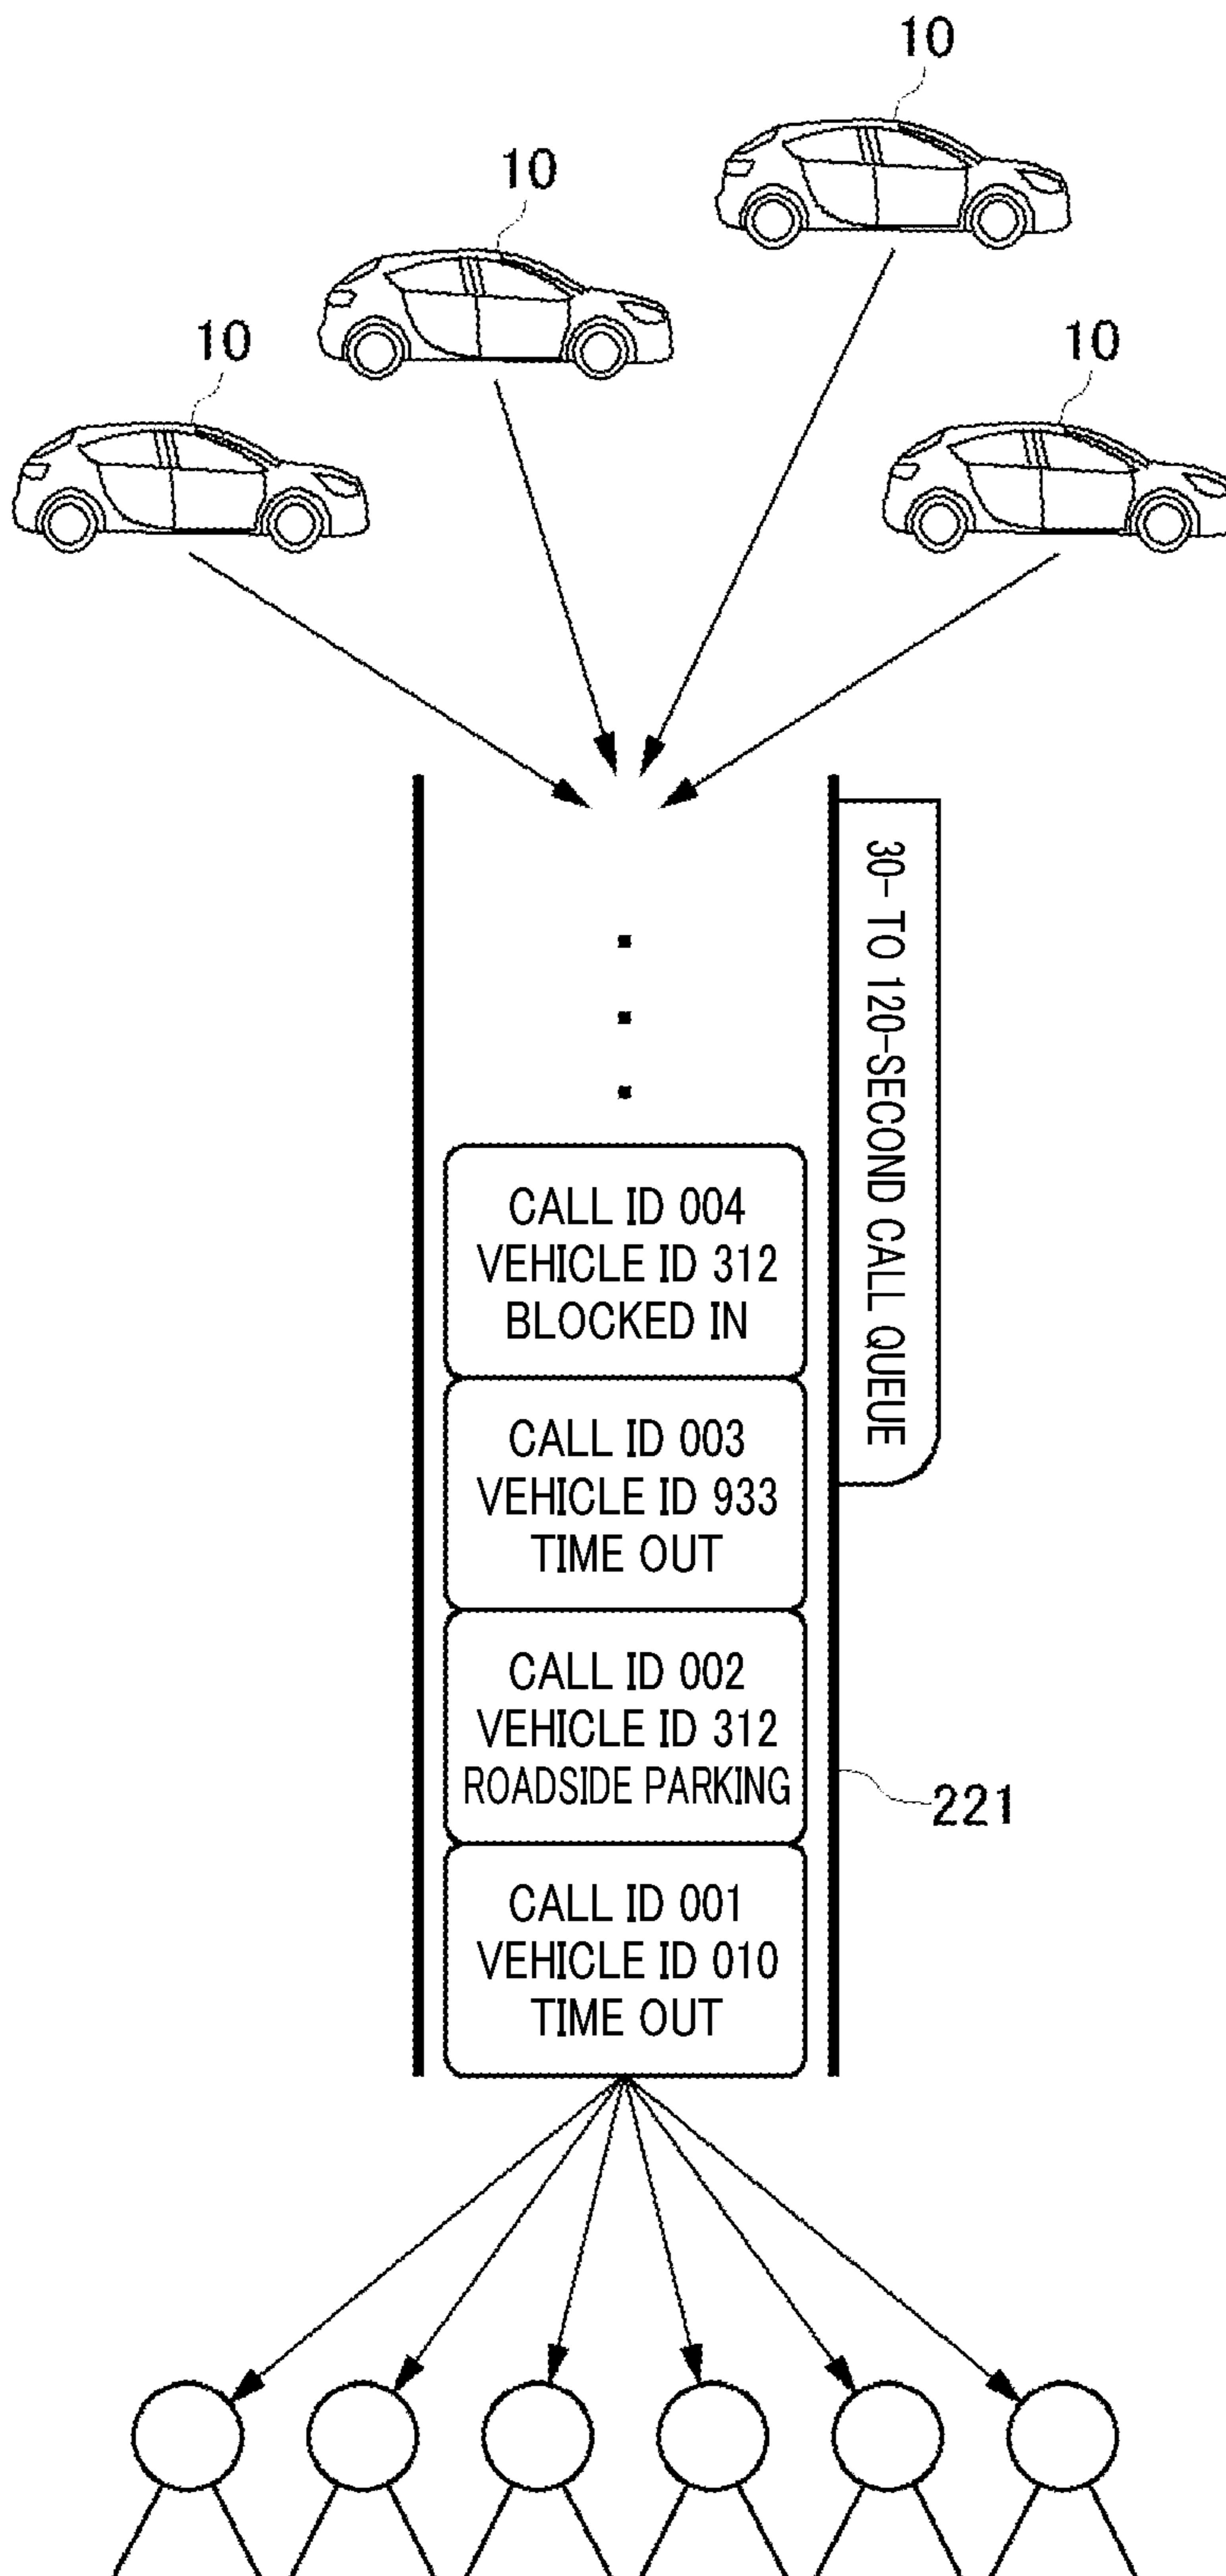 10
10
10
10
30- TO 120-SECOND CALL QUEUE
CALL ID 004
VEHICLE ID 312
BLOCKED IN
CALL ID 003
VEHICLE ID 933
TIME OUT
CALL ID 002
VEHICLE ID 312
ROADSIDE PARKING
221
CALL ID 001
VEHICLE ID 010
TIME OUT